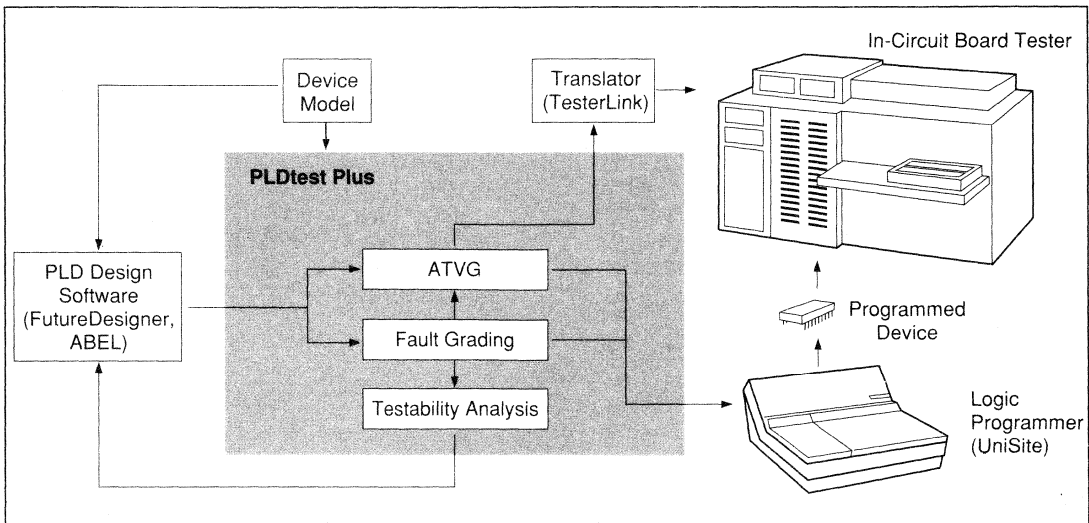 In-Circuit Board Tester
Device
Model
Translator
(TesterLink)
PLDtest Plus
PLD Design
Software
(FutureDesigner,
ABEL)
ATVG
Fault Grading
Testability Analysis
Programmed
Device
Logic
Programmer
(UniSite)